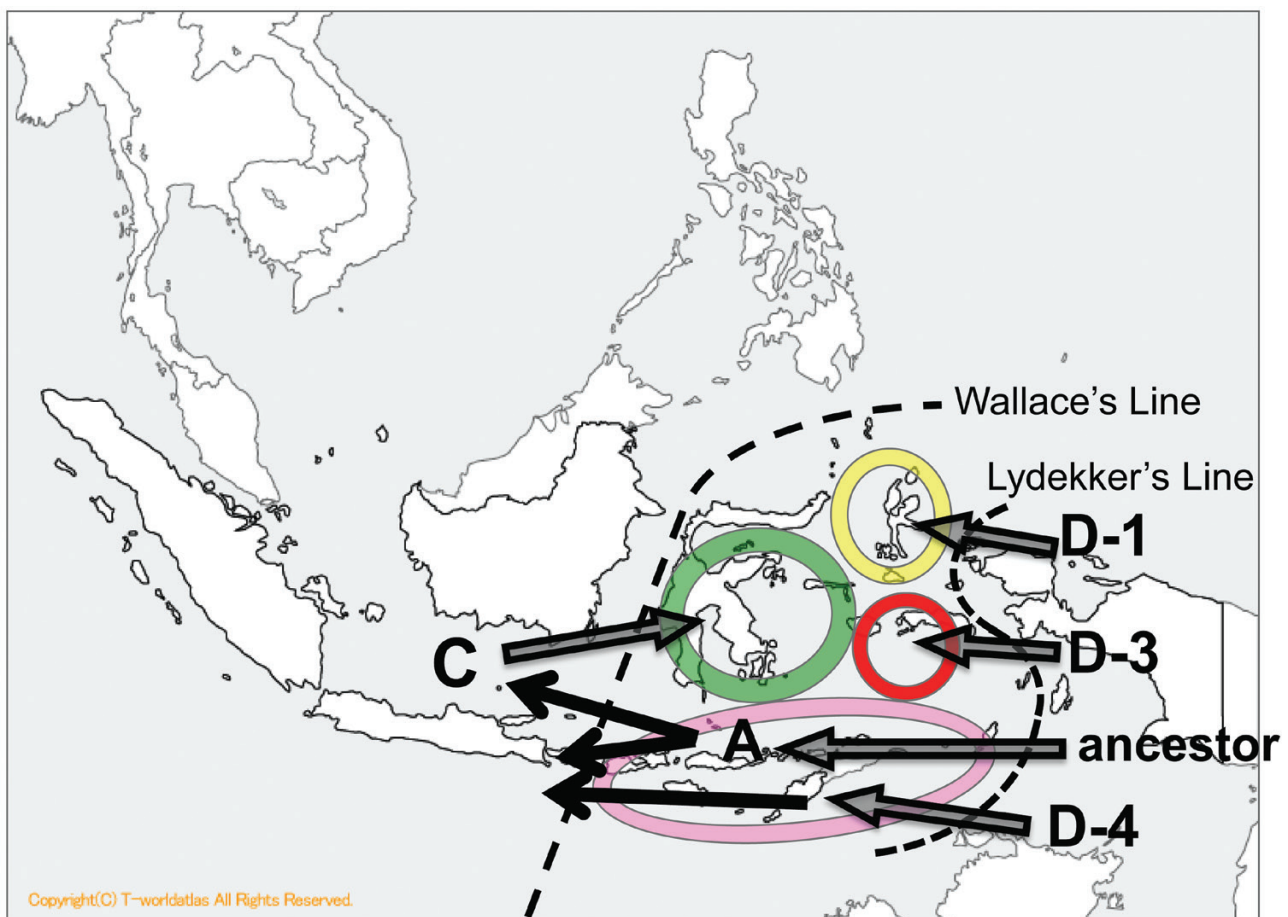 Wallace's Line
Lydekker's Line
D-1
C
D-3
A
ancestor
D-4
Copyright(C) T-worldatlas All Rights Reserved.